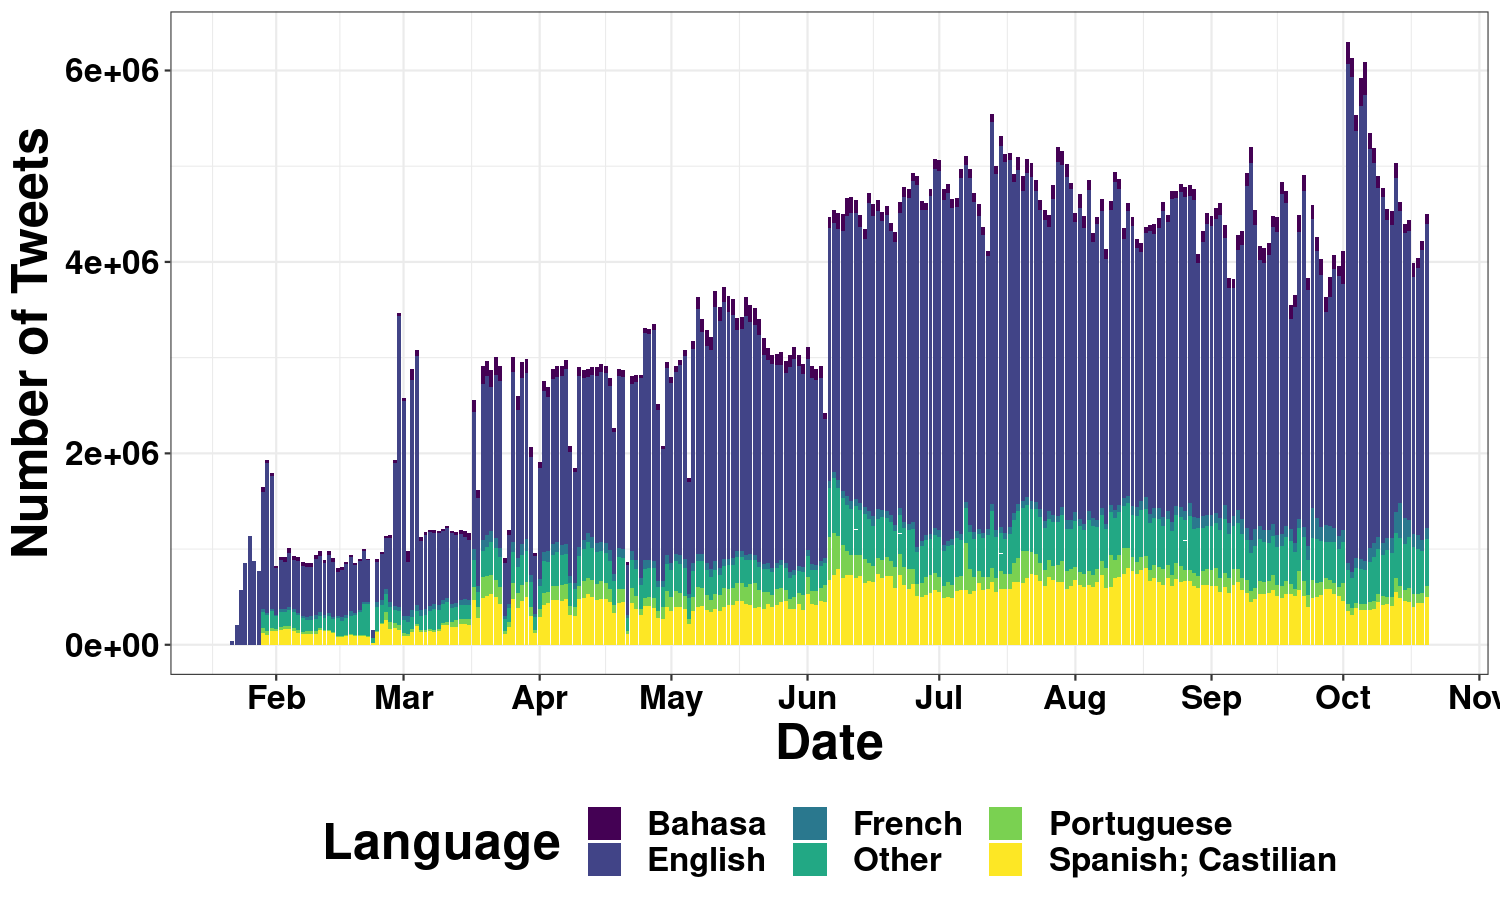 Number of Tweets
6e+06
4e+06
2e+06
0e+00
Feb Mar Apr May Jun Jul Aug Sep Oct Nov
Date
Language
Bahasa French Portuguese
English Other Spanish; Castilian